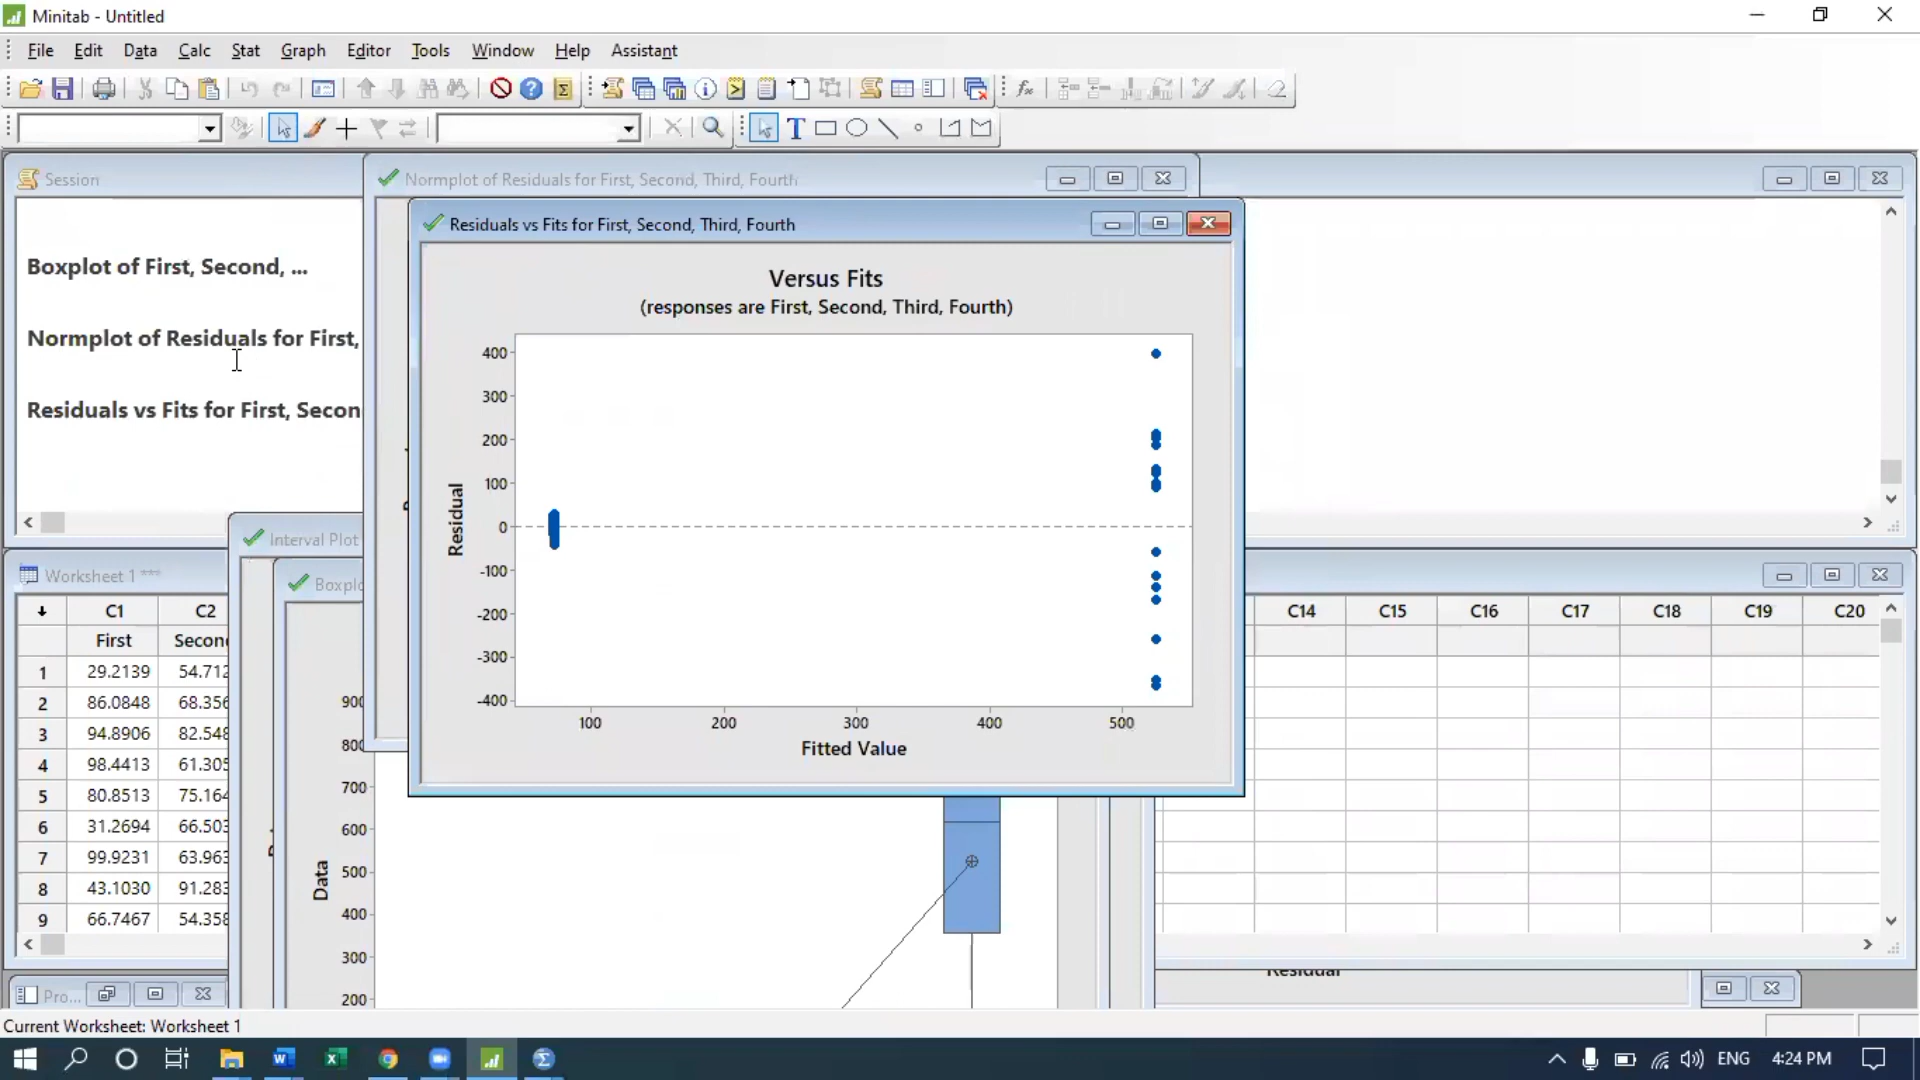 Minitab - Untitled
File Edit Data Calc Stat Graph Editor Tools Window Help Assistant
Session
Boxplot of First, Second, ...
Normplot of Residuals for First,
Residuals vs Fits for First, Secon
Normplot of Residuals for First, Second, Third, Fourth
Residuals vs Fits for First, Second, Third, Fourth
Versus Fits
(responses are First, Second, Third, Fourth)
Residual
400
300
200
100
0
-100
-200
-300
-400
100 200 300 400 500
Fitted Value
Interval Plot
Boxplo
Data
900
800
700
600
500
400
300
200
Worksheet 1 ***
C1 C2 C14 C15 C16 C17 C18 C19 C20
First Second
1 29.2139 54.712
2 86.0848 68.356
3 94.8906 82.548
4 98.4413 61.305
5 80.8513 75.164
6 31.2694 66.503
7 99.9231 63.963
8 43.1030 91.283
9 66.7467 54.358
Residual
Pro...
Current Worksheet: Worksheet 1
ENG 4:24 PM